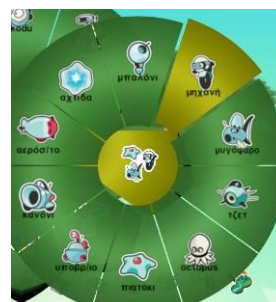 kodu
μπαλόνι
μηχανή
αχτίδα
μυγόψαρο
αερόσ/το
τζετ
κανόνι
octopus
υποβρ/ιο
πιατάκι